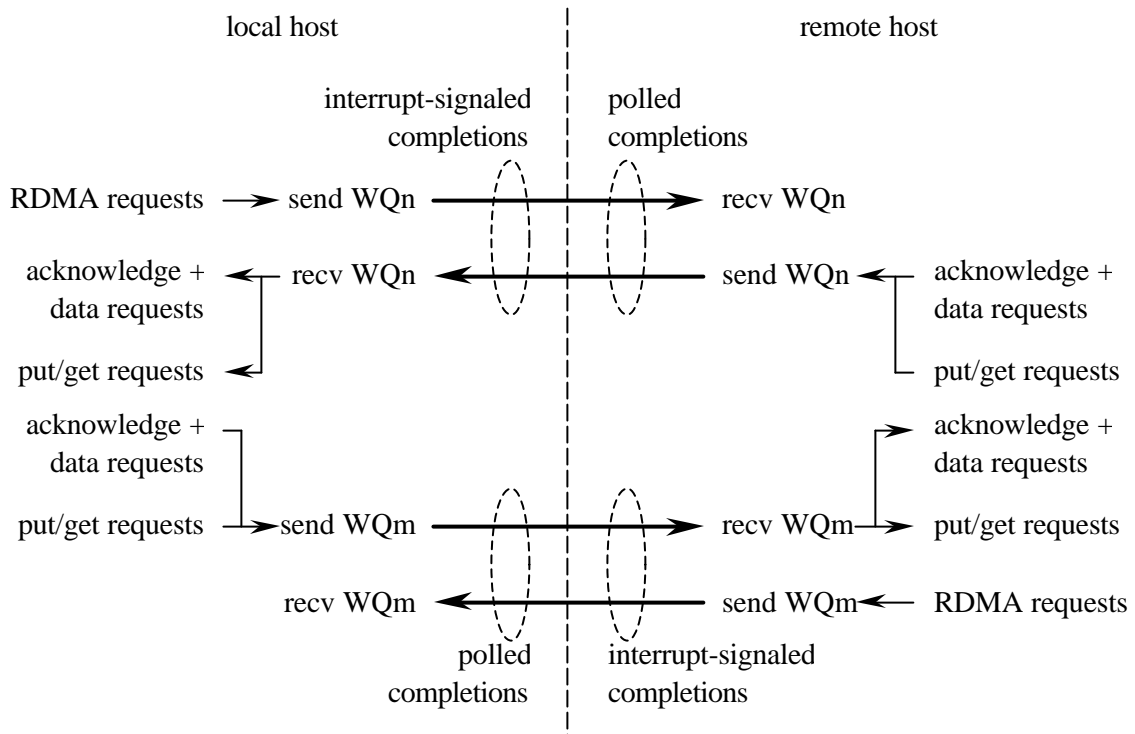 local host
remote host
interrupt-signaled
completions
polled
completions
RDMA requests
send WQn
recv WQn
acknowledge +
data requests
recv WQn
send WQn
acknowledge +
data requests
put/get requests
put/get requests
acknowledge +
data requests
acknowledge +
data requests
put/get requests
send WQm
recv WQm
put/get requests
recv WQm
send WQm
RDMA requests
polled
completions
interrupt-signaled
completions